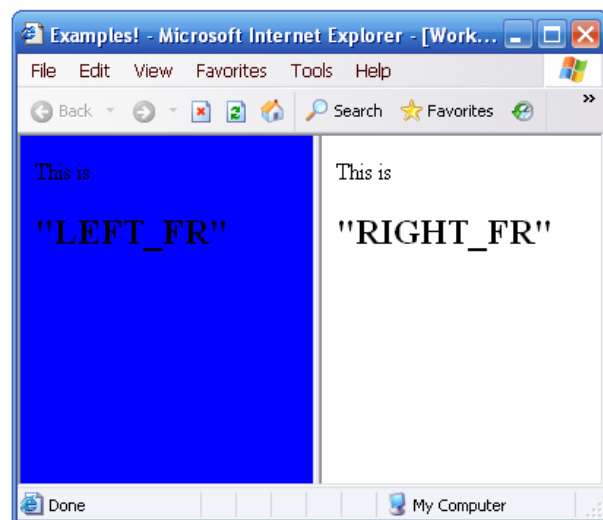 Examples! - Microsoft Internet Explorer - [Work...
File Edit View Favorites Tools Help
Back Search Favorites »
This is
"LEFT_FR"
This is
"RIGHT_FR"
Done My Computer